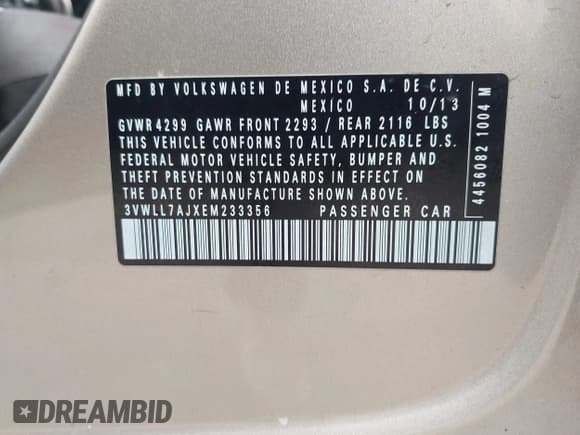 MFD BY VOLKSWAGEN DE MEXICO S.A. DE C.V.
MEXICO 10/13
GVWR 4299 GAWR FRONT 2293 / REAR 2116 LBS
THIS VEHICLE CONFORMS TO ALL APPLICABLE U.S.
FEDERAL MOTOR VEHICLE SAFETY, BUMPER AND
THEFT PREVENTION STANDARDS IN EFFECT ON
THE DATE OF MANUFACTURE SHOWN ABOVE.
3VWLL7AJXEM233356 PASSENGER CAR
4456082 1004 M
DREAMBID